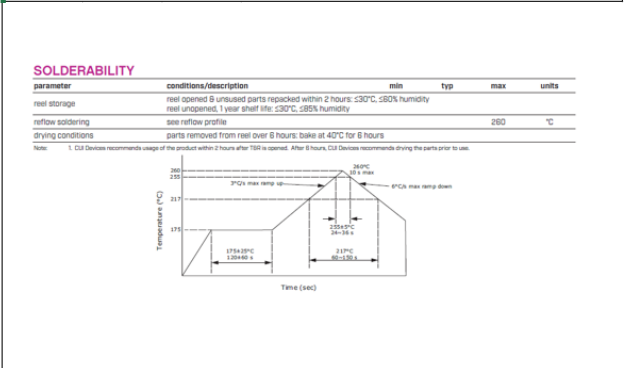 SOLDERABILITY
parameter conditions/description min typ max units
reel storage reel opened & unsused parts repacked within 2 hours: ≤30°C, ≤60% humidity
reel unopened, 1 year shelf life: ≤30°C, ≤85% humidity
reflow soldering see reflow profile 260 °C
drying conditions parts removed from reel over 8 hours: bake at 40°C for 8 hours
Note: 1. CUI Devices recommends usage of the product within 2 hours after T&R is opened. After 8 hours, CUI Devices recommends drying the parts prior to use.
260
255
217
175
Temperature (°C)
3°C/s max ramp up
260°C
10 s max
6°C/s max ramp down
255±5°C
24~36 s
175±25°C
120±60 s
217°C
60~150 s
Time (sec)